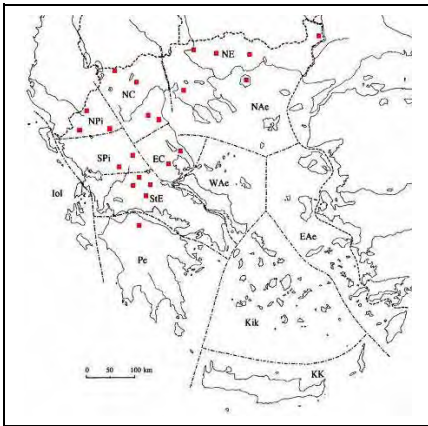 NE
NC
NPi
NAe
SPi
EC
WAe
IoI
StE
EAe
Pe
Kik
0 50 100 km
KK